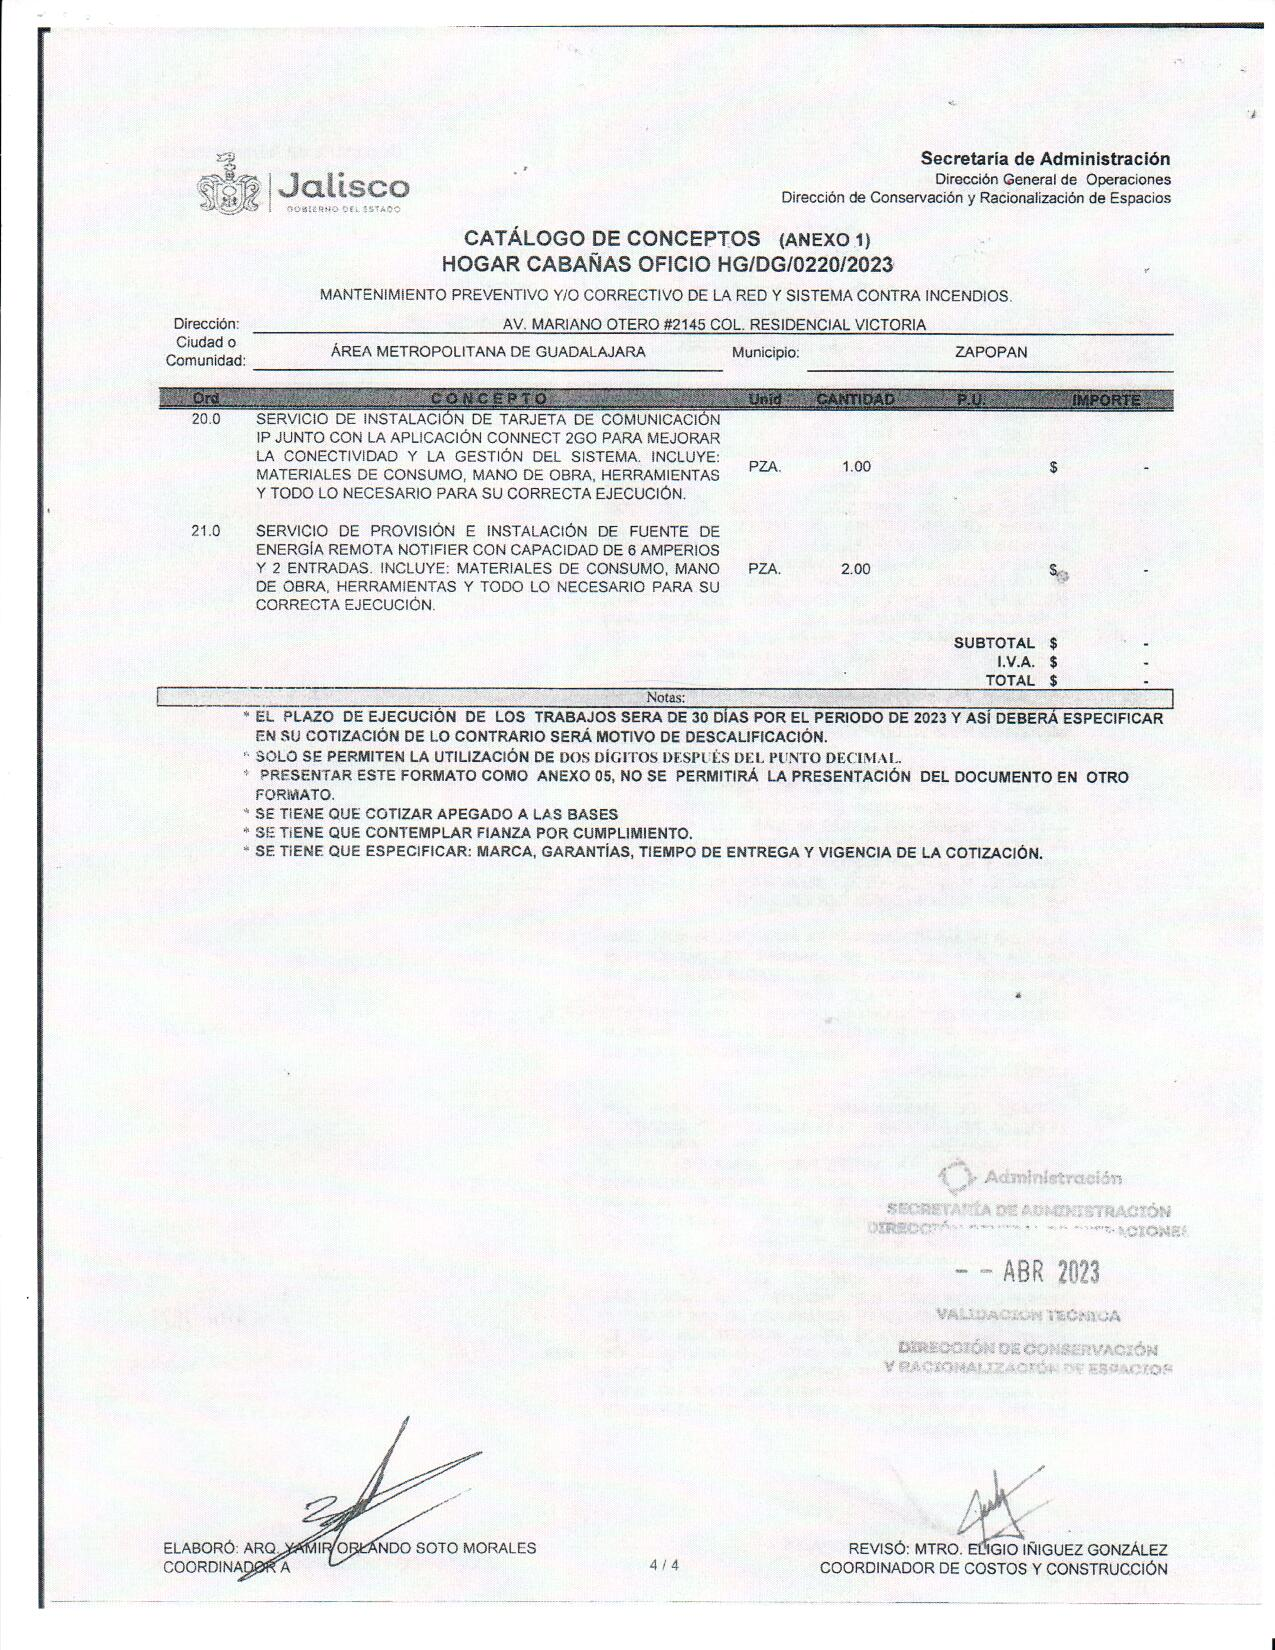 Jalisco
GOBIERNO DEL ESTADO
Secretaría de Administración
Dirección General de Operaciones
Dirección de Conservación y Racionalización de Espacios
CATÁLOGO DE CONCEPTOS (ANEXO 1)
HOGAR CABAÑAS OFICIO HG/DG/0220/2023
MANTENIMIENTO PREVENTIVO Y/O CORRECTIVO DE LA RED Y SISTEMA CONTRA INCENDIOS.
Dirección: AV. MARIANO OTERO #2145 COL. RESIDENCIAL VICTORIA
Ciudad o
Comunidad: ÁREA METROPOLITANA DE GUADALAJARA Municipio: ZAPOPAN
Ord CONCEPTO Unid CANTIDAD P.U. IMPORTE
20.0 SERVICIO DE INSTALACIÓN DE TARJETA DE COMUNICACIÓN
IP JUNTO CON LA APLICACIÓN CONNECT 2GO PARA MEJORAR
LA CONECTIVIDAD Y LA GESTIÓN DEL SISTEMA. INCLUYE:
MATERIALES DE CONSUMO, MANO DE OBRA, HERRAMIENTAS
Y TODO LO NECESARIO PARA SU CORRECTA EJECUCIÓN.
PZA. 1.00 $ -
21.0 SERVICIO DE PROVISIÓN E INSTALACIÓN DE FUENTE DE
ENERGÍA REMOTA NOTIFIER CON CAPACIDAD DE 6 AMPERIOS
Y 2 ENTRADAS. INCLUYE: MATERIALES DE CONSUMO, MANO
DE OBRA, HERRAMIENTAS Y TODO LO NECESARIO PARA SU
CORRECTA EJECUCIÓN.
PZA. 2.00 $ -
SUBTOTAL $ -
I.V.A. $ -
TOTAL $ -
Notas:
* EL PLAZO DE EJECUCIÓN DE LOS TRABAJOS SERA DE 30 DÍAS POR EL PERIODO DE 2023 Y ASÍ DEBERÁ ESPECIFICAR
EN SU COTIZACIÓN DE LO CONTRARIO SERÁ MOTIVO DE DESCALIFICACIÓN.
* SOLO SE PERMITEN LA UTILIZACIÓN DE DOS DÍGITOS DESPUÉS DEL PUNTO DECIMAL.
* PRESENTAR ESTE FORMATO COMO ANEXO 05, NO SE PERMITIRÁ LA PRESENTACIÓN DEL DOCUMENTO EN OTRO
FORMATO.
* SE TIENE QUE COTIZAR APEGADO A LAS BASES
* SE TIENE QUE CONTEMPLAR FIANZA POR CUMPLIMIENTO.
* SE TIENE QUE ESPECIFICAR: MARCA, GARANTÍAS, TIEMPO DE ENTREGA Y VIGENCIA DE LA COTIZACIÓN.
Administración
SECRETARÍA DE ADMINISTRACIÓN
- - ABR 2023
VALIDACION TECNICA
DIRECCIÓN DE CONSERVACIÓN
Y RACIONALIZACIÓN DE ESPACIOS
ELABORÓ: ARQ. YAMIR ORLANDO SOTO MORALES
COORDINADOR A
4 / 4
REVISÓ: MTRO. ELIGIO IÑIGUEZ GONZÁLEZ
COORDINADOR DE COSTOS Y CONSTRUCCIÓN